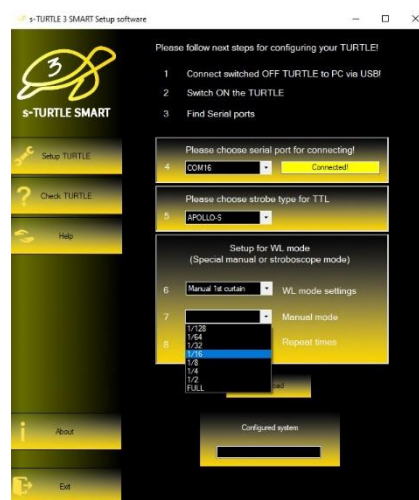 s-TURTLE 3 SMART Setup software
Please follow next steps for configuring your TURTLE!
1 Connect switched OFF TURTLE to PC via USB!
2 Switch ON the TURTLE
3 Find Serial ports
3
s-TURTLE SMART
Setup TURTLE
Check TURTLE
Help
Please choose serial port for connecting!
4 COM16 Connected!
Please choose strobe type for TTL
5 APOLLO-S
Setup for WL mode
(Special manual or stroboscope mode)
6 Manual 1st curtain WL mode settings
7 Manual mode
8 Repeat times
1/128
1/64
1/32
1/16
1/8
1/4
1/2
FULL
About
Configured system
Exit